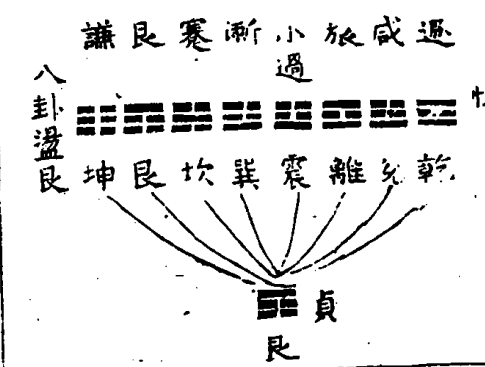 謙 艮 蹇 漸 小過 旅 咸
八卦盪艮
坤 艮 坎 巽 震 離 兌 乾
貞
艮